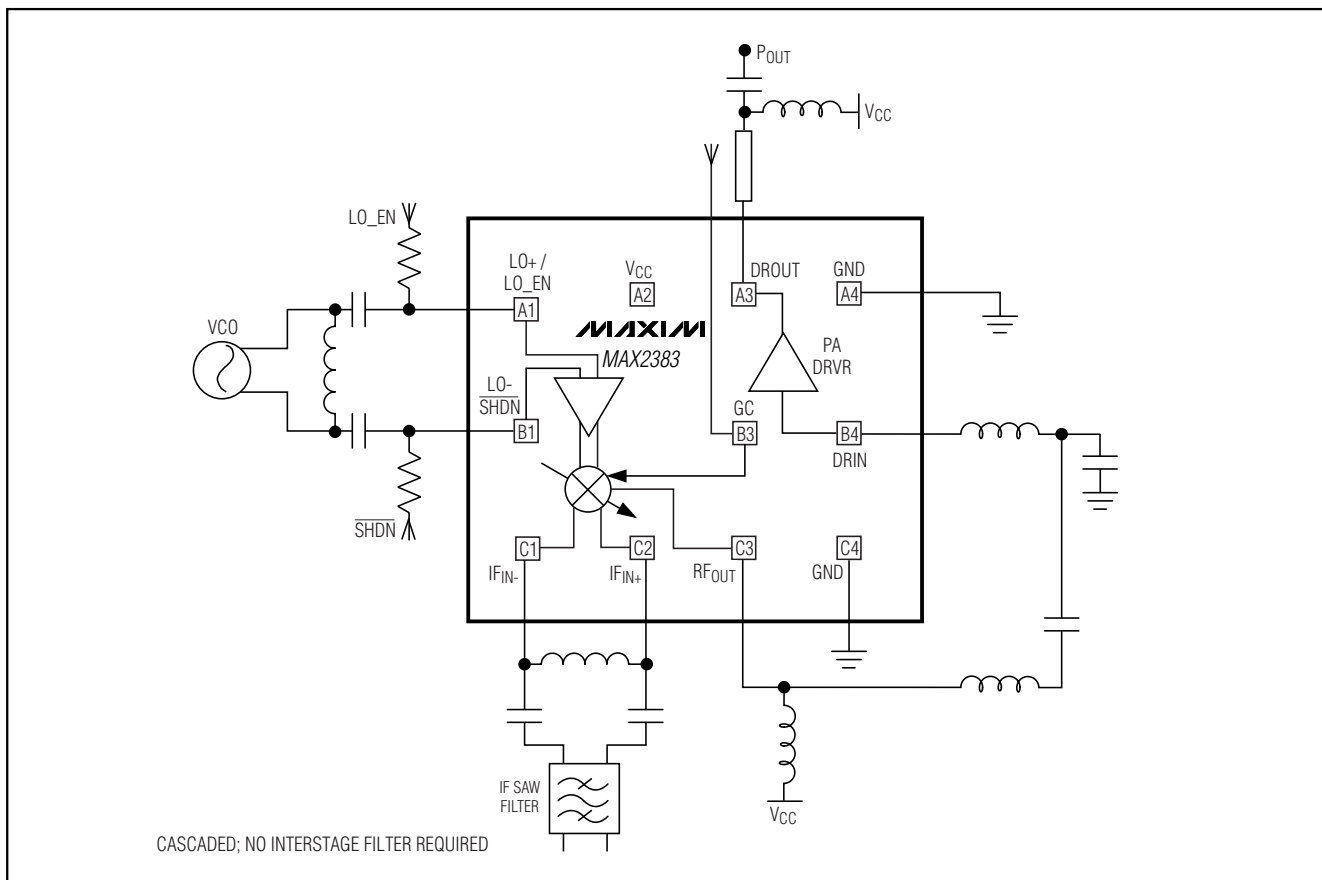 POUT
VCC
LO_EN
LO+ /
LO_EN
VCC
DROUT
GND
A1
A2
A3
A4
VCO
MAXIM
MAX2383
PA
DRVR
LO-
SHDN
GC
B1
B3
B4
DRIN
SHDN
C1
C2
C3
C4
IFIN-
IFIN+
RFOUT
GND
IF SAW
FILTER
VCC
CASCADED; NO INTERSTAGE FILTER REQUIRED